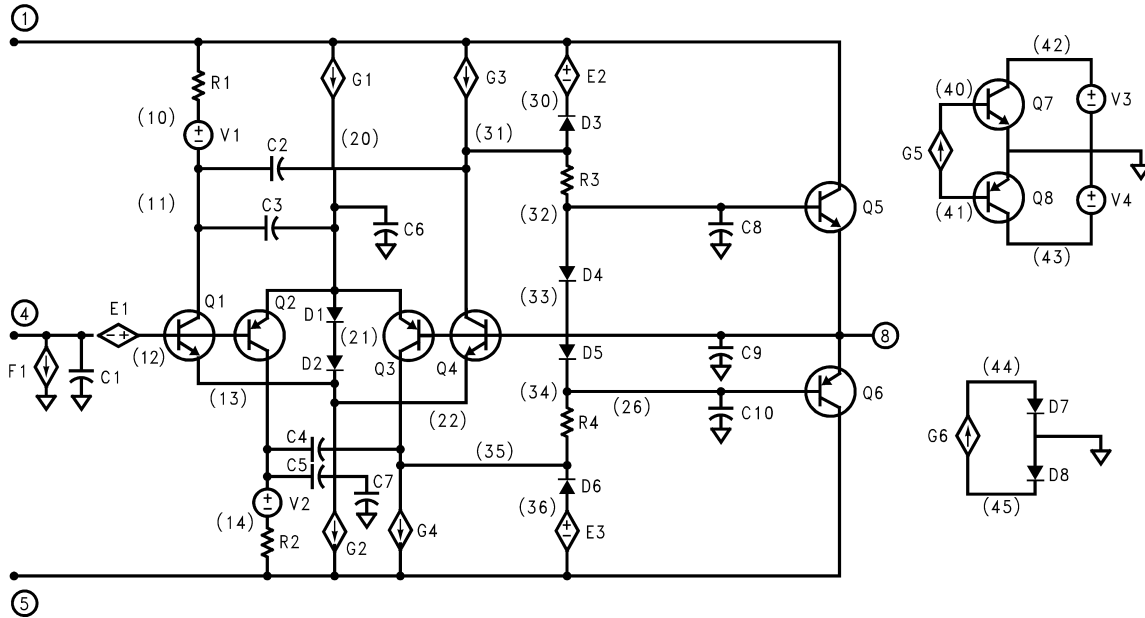 1
R1
G1
G3
E2
(42)
(10)
V1
(30)
D3
(40)
Q7
V3
C2
(20)
(31)
G5
R3
(11)
C3
C6
(32)
C8
Q5
(41)
Q8
V4
(43)
D4
4
E1
Q1
Q2
D1
(33)
(12)
(21)
8
F1
C1
D2
Q3
Q4
D5
C9
(13)
(22)
(34)
(26)
C10
Q6
(44)
D7
R4
C4
(35)
G6
C5
C7
D6
D8
(14)
V2
(36)
(45)
R2
G2
G4
E3
5